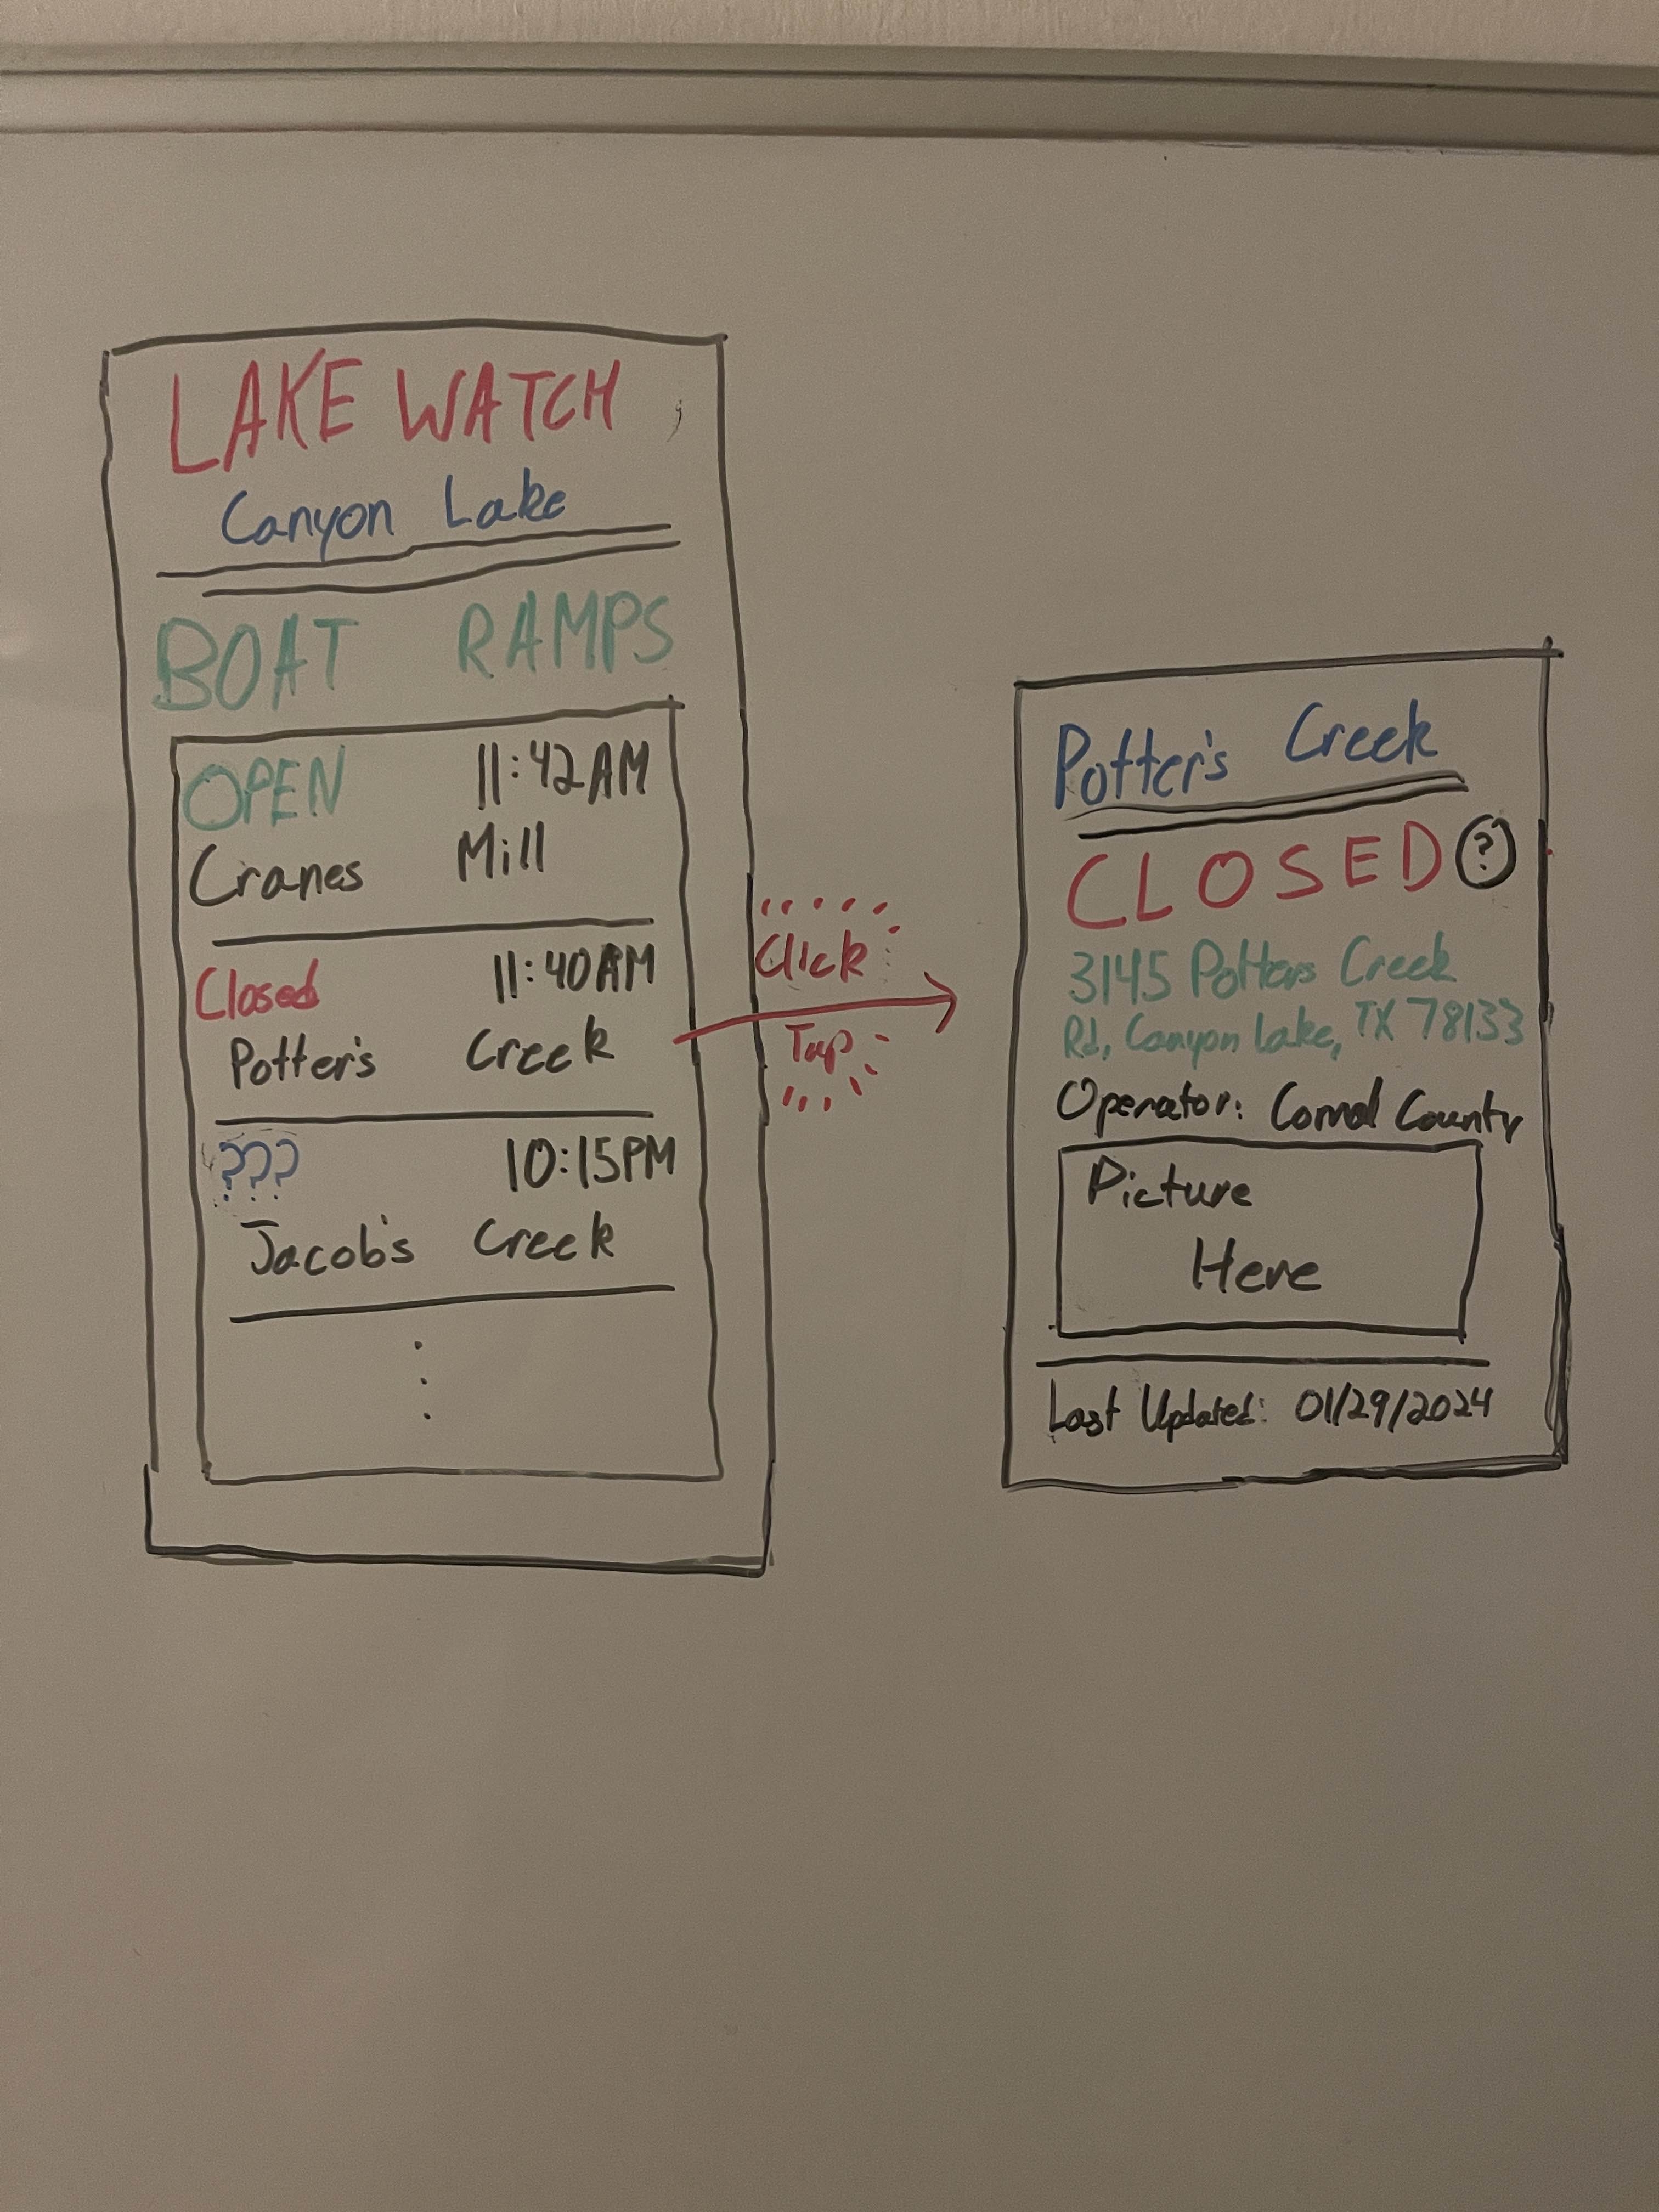 LAKE WATCH
Canyon Lake
BOAT RAMPS
OPEN 11:42AM
Cranes Mill
Closed 11:40AM
Potter's Creek
??? 10:15PM
Jacob's Creek
Click
Tap
Potter's Creek
CLOSED ?
3145 Potters Creek
Rd, Canyon Lake, TX 78133
Operator: Comal County
Picture
Here
Last Updated: 01/29/2024